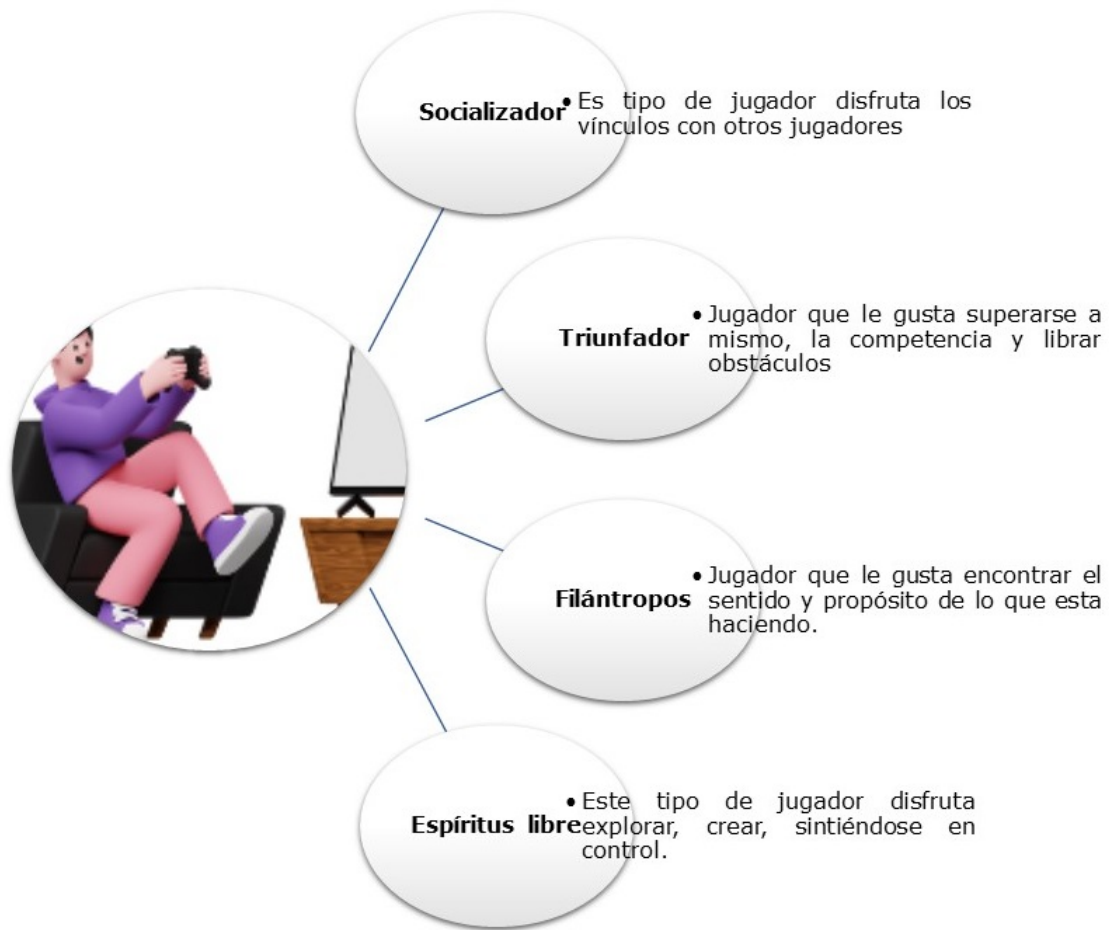 Socializador
• Es tipo de jugador disfruta los
vínculos con otros jugadores
Triunfador
• Jugador que le gusta superarse a
mismo, la competencia y librar
obstáculos
Filántropos
• Jugador que le gusta encontrar el
sentido y propósito de lo que esta
haciendo.
Espíritus libre
• Este tipo de jugador disfruta
explorar, crear, sintiéndose en
control.